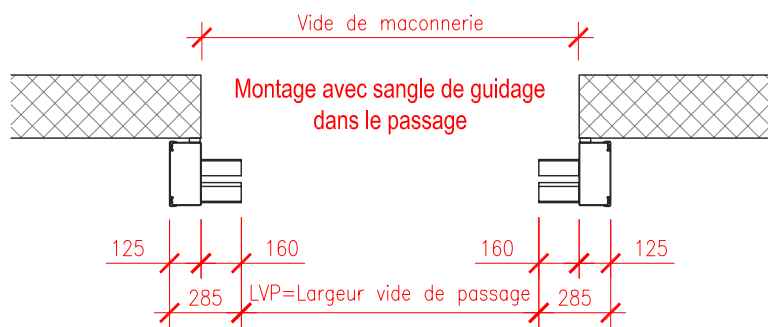 Vide de maconnerie
Montage avec sangle de guidage
dans le passage
125 160 160 125
285 LVP=Largeur vide de passage 285